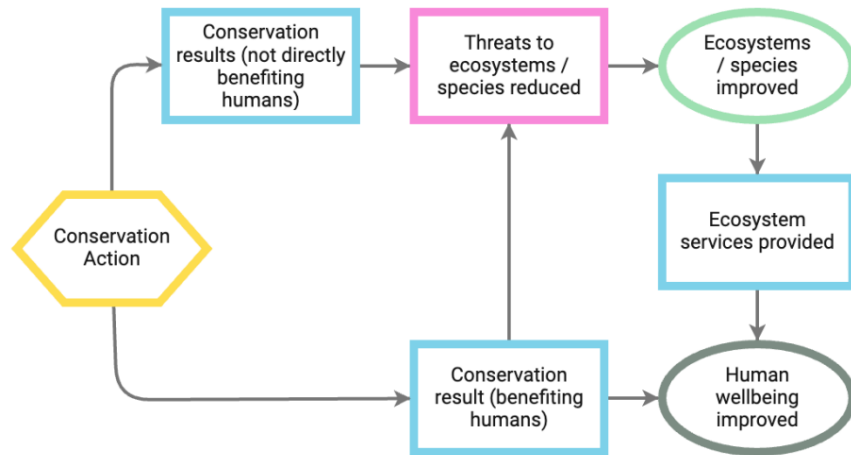 Conservation
results (not directly
benefiting
humans)
Threats to
ecosystems /
species reduced
Ecosystems
/ species
improved
Conservation
Action
Ecosystem
services provided
Conservation
result (benefiting
humans)
Human
wellbeing
improved